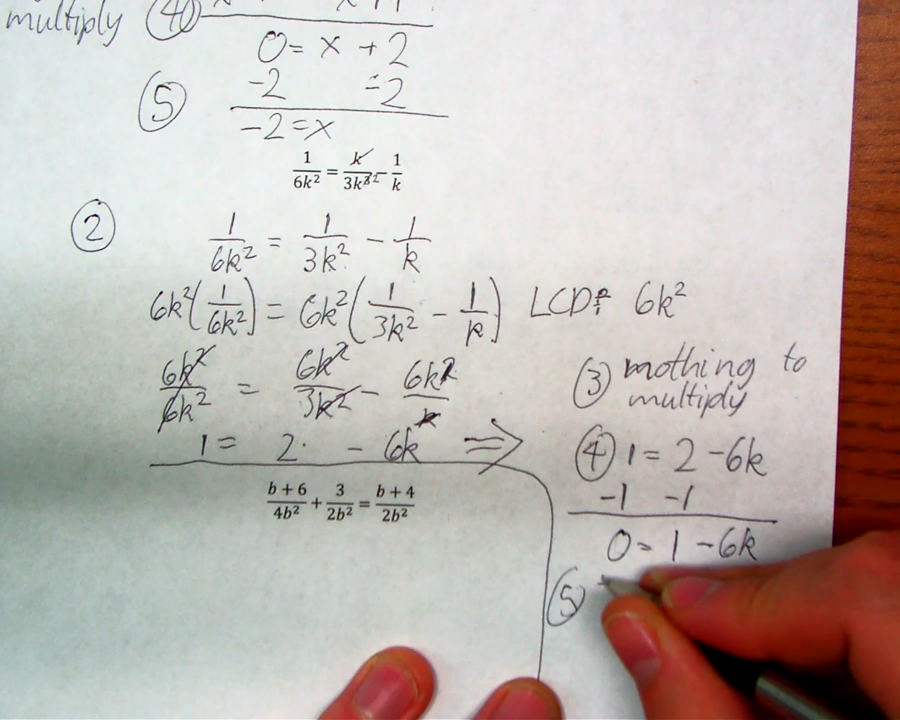 multiply ④
0 = x + 2
⑤ -2 -2
-2 = x
1/6k² = k/3k³² - 1/k
② 1/6k² = 1/3k² - 1/k
6k²(1/6k²) = 6k²(1/3k² - 1/k) LCD: 6k²
6k²/6k² = 6k²/3k² - 6k²/k
1 = 2 - 6k ⇒
③ nothing to
multiply
④ 1 = 2 - 6k
-1 -1
0 = 1 - 6k
⑤
b + 6/4b² + 3/2b² = b + 4/2b²